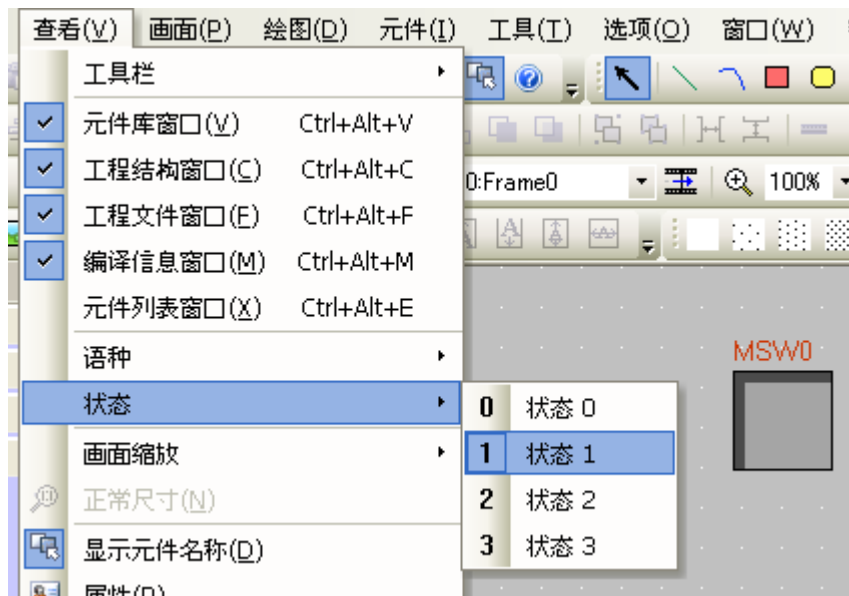 查看(V) 画面(P) 绘图(D) 元件(I) 工具(T) 选项(O) 窗口(W)
工具栏
元件库窗口(V) Ctrl+Alt+V
工程结构窗口(C) Ctrl+Alt+C
0:Frame0 100%
工程文件窗口(F) Ctrl+Alt+F
编译信息窗口(M) Ctrl+Alt+M
元件列表窗口(X) Ctrl+Alt+E
语种
MSW0
状态
0 状态 0
画面缩放
1 状态 1
正常尺寸(N)
2 状态 2
显示元件名称(D)
3 状态 3
属性(P)